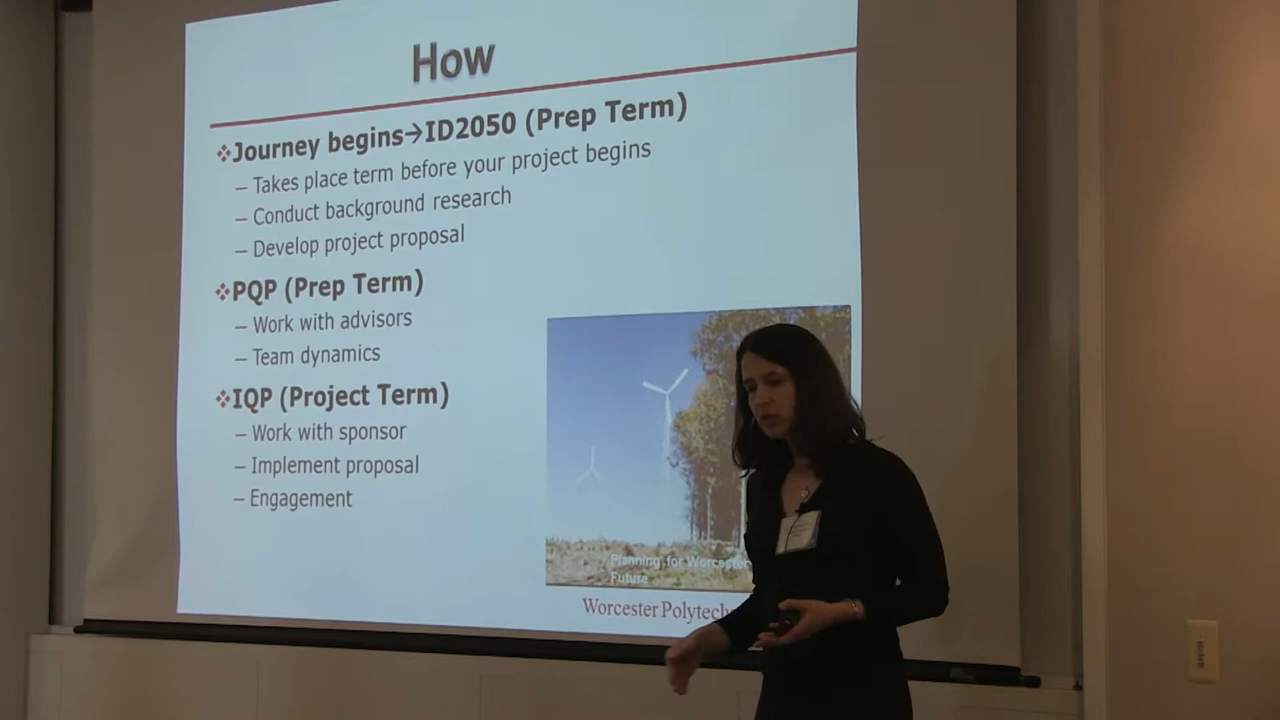 How
❖Journey begins→ID2050 (Prep Term)
– Takes place term before your project begins
– Conduct background research
– Develop project proposal
❖PQP (Prep Term)
– Work with advisors
– Team dynamics
❖IQP (Project Term)
– Work with sponsor
– Implement proposal
– Engagement
Planning for Worcester
Future
Worcester